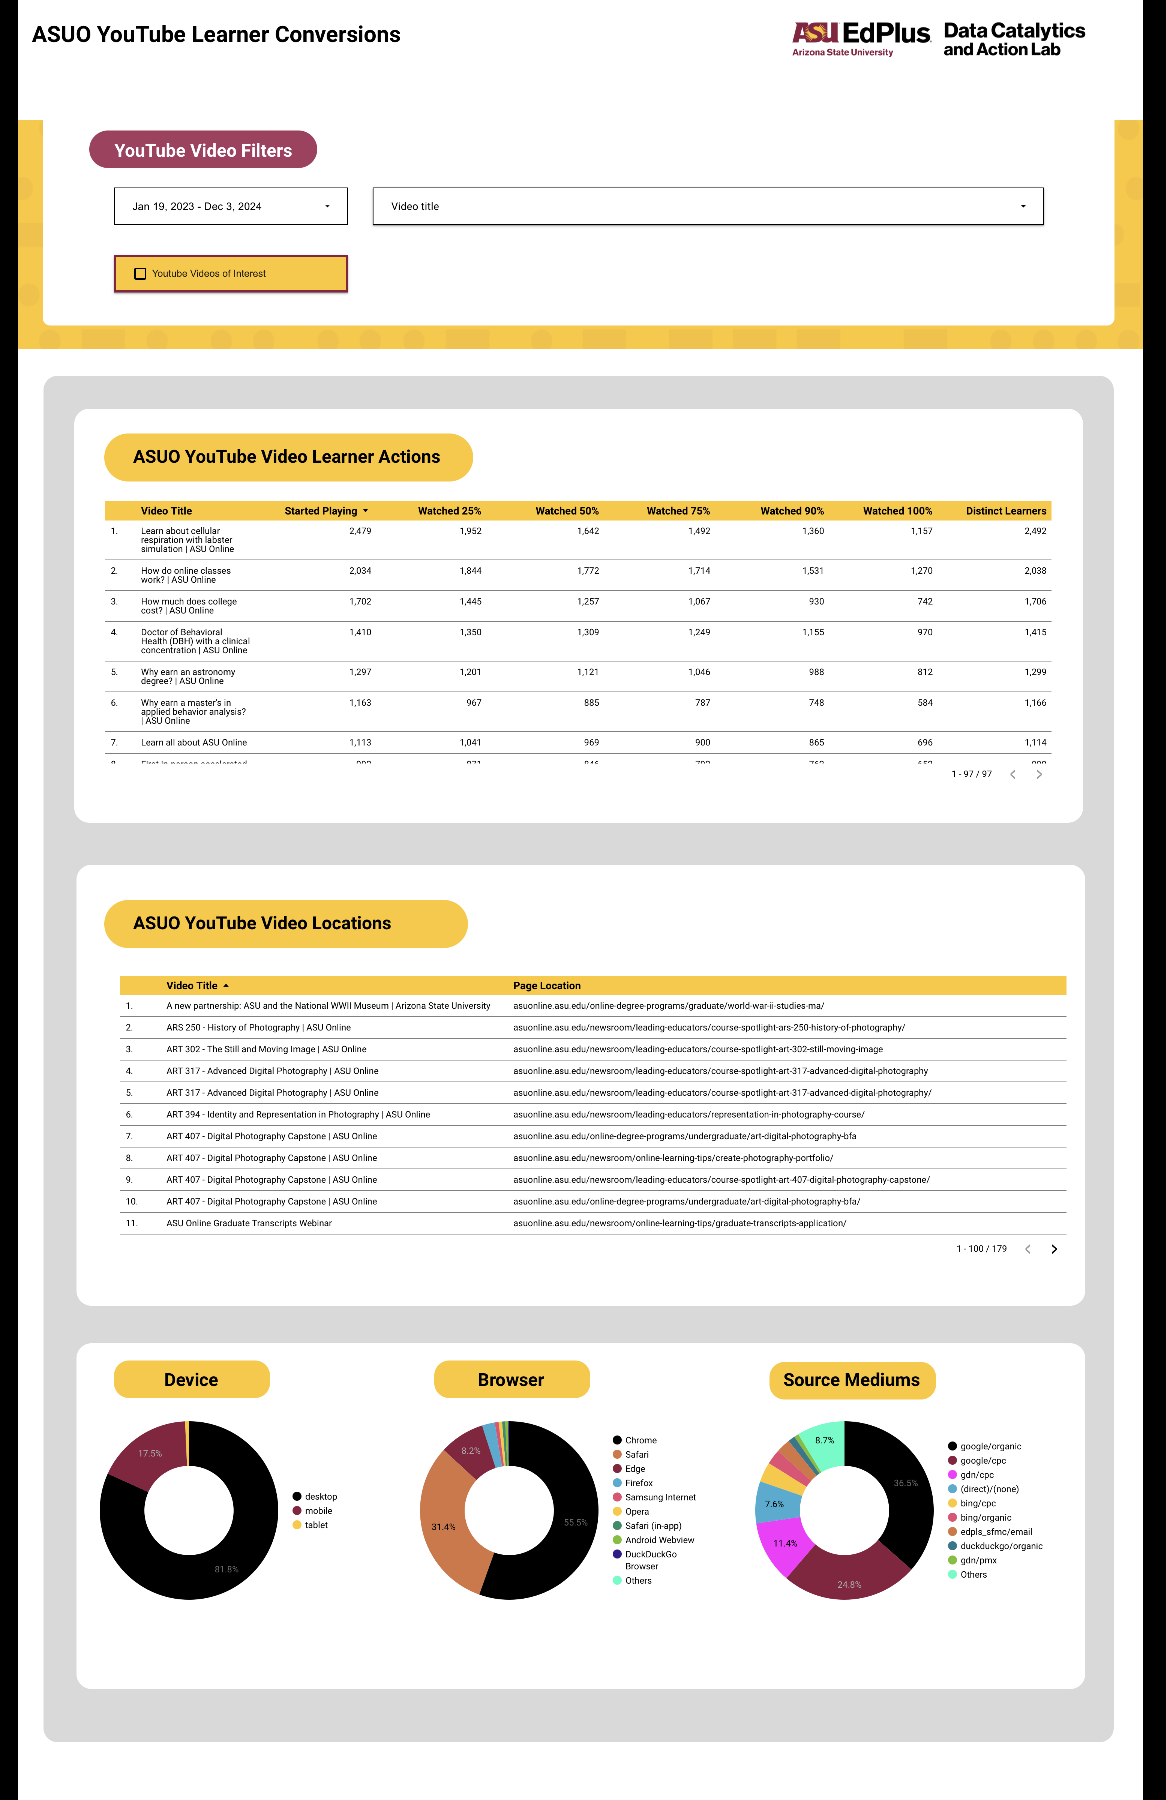 ASUO YouTube Learner Conversions
ASU EdPlus
Arizona State University
Data Catalytics
and Action Lab
YouTube Video Filters
Jan 19, 2023 - Dec 3, 2024
Video title
Youtube Videos of Interest
ASUO YouTube Video Learner Actions
Video Title Started Playing Watched 25% Watched 50% Watched 75% Watched 90% Watched 100% Distinct Learners
1. Learn about cellular respiration with labster simulation | ASU Online 2,479 1,952 1,642 1,492 1,360 1,157 2,492
2. How do online classes work? | ASU Online 2,034 1,844 1,772 1,714 1,531 1,270 2,038
3. How much does college cost? | ASU Online 1,702 1,445 1,257 1,067 930 742 1,706
4. Doctor of Behavioral Health (DBH) with a clinical concentration | ASU Online 1,410 1,350 1,309 1,249 1,155 970 1,415
5. Why earn an astronomy degree? | ASU Online 1,297 1,201 1,121 1,046 988 812 1,299
6. Why earn a master's in applied behavior analysis? | ASU Online 1,163 967 885 787 748 584 1,166
7. Learn all about ASU Online 1,113 1,041 969 900 865 696 1,114
First in person accelerated
1 - 97 / 97
ASUO YouTube Video Locations
Video Title Page Location
1. A new partnership: ASU and the National WWII Museum | Arizona State University asuonline.asu.edu/online-degree-programs/graduate/world-war-ii-studies-ma/
2. ARS 250 - History of Photography | ASU Online asuonline.asu.edu/newsroom/leading-educators/course-spotlight-ars-250-history-of-photography/
3. ART 302 - The Still and Moving Image | ASU Online asuonline.asu.edu/newsroom/leading-educators/course-spotlight-art-302-still-moving-image
4. ART 317 - Advanced Digital Photography | ASU Online asuonline.asu.edu/newsroom/leading-educators/course-spotlight-art-317-advanced-digital-photography
5. ART 317 - Advanced Digital Photography | ASU Online asuonline.asu.edu/newsroom/leading-educators/course-spotlight-art-317-advanced-digital-photography/
6. ART 394 - Identity and Representation in Photography | ASU Online asuonline.asu.edu/newsroom/leading-educators/representation-in-photography-course/
7. ART 407 - Digital Photography Capstone | ASU Online asuonline.asu.edu/online-degree-programs/undergraduate/art-digital-photography-bfa
8. ART 407 - Digital Photography Capstone | ASU Online asuonline.asu.edu/newsroom/online-learning-tips/create-photography-portfolio/
9. ART 407 - Digital Photography Capstone | ASU Online asuonline.asu.edu/newsroom/leading-educators/course-spotlight-art-407-digital-photography-capstone/
10. ART 407 - Digital Photography Capstone | ASU Online asuonline.asu.edu/online-degree-programs/undergraduate/art-digital-photography-bfa/
11. ASU Online Graduate Transcripts Webinar asuonline.asu.edu/newsroom/online-learning-tips/graduate-transcripts-application/
1 - 100 / 179
Device
17.5%
81.8%
desktop
mobile
tablet
Browser
8.2%
31.4%
55.5%
Chrome
Safari
Edge
Firefox
Samsung Internet
Opera
Safari (in-app)
Android Webview
DuckDuckGo
Browser
Others
Source Mediums
8.7%
36.5%
7.6%
11.4%
24.8%
google/organic
google/cpc
gdn/cpc
(direct)/(none)
bing/cpc
bing/organic
edpls_sfmc/email
duckduckgo/organic
gdn/pmx
Others